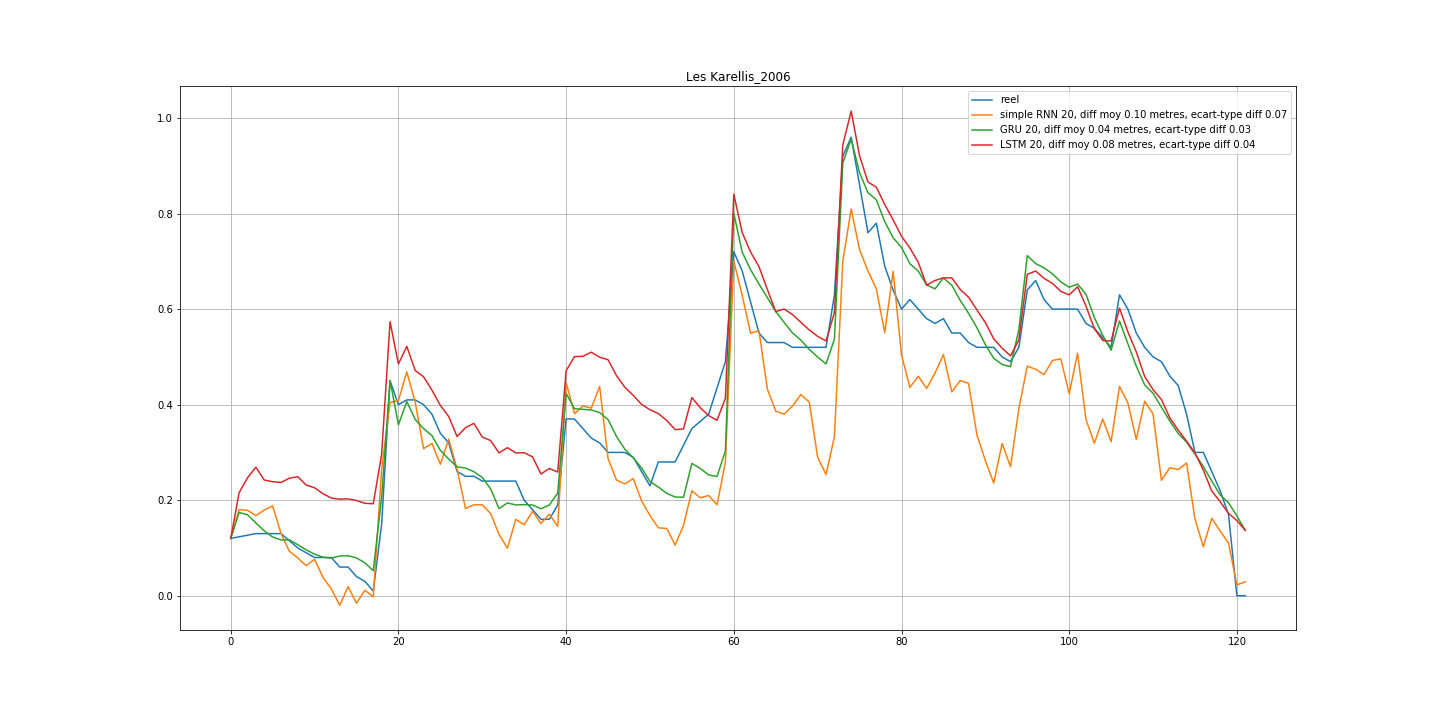 Les Karellis_2006
reel
simple RNN 20, diff moy 0.10 metres, ecart-type diff 0.07
GRU 20, diff moy 0.04 metres, ecart-type diff 0.03
LSTM 20, diff moy 0.08 metres, ecart-type diff 0.04
1.0
0.8
0.6
0.4
0.2
0.0
0 20 40 60 80 100 120